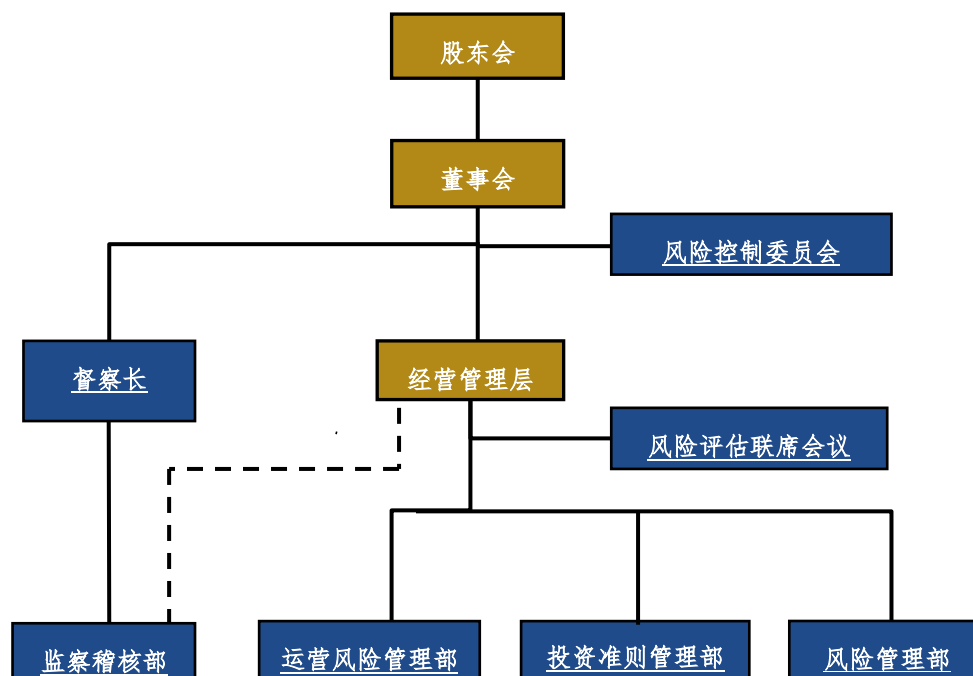 股东会
董事会
风险控制委员会
督察长
经营管理层
风险评估联席会议
监察稽核部
运营风险管理部
投资准则管理部
风险管理部